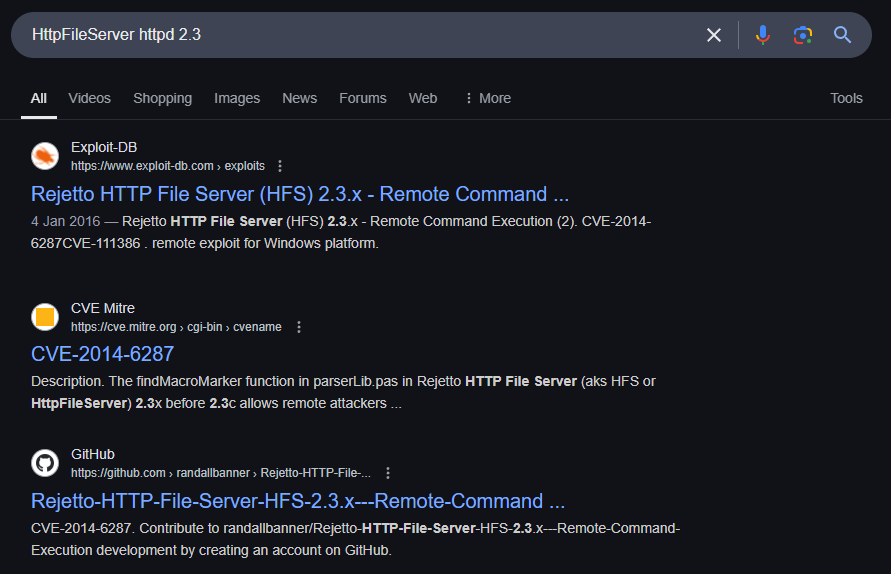 HttpFileServer httpd 2.3
All Videos Shopping Images News Forums Web More Tools
Exploit-DB
https://www.exploit-db.com › exploits
Rejetto HTTP File Server (HFS) 2.3.x - Remote Command ...
4 Jan 2016 — Rejetto HTTP File Server (HFS) 2.3.x - Remote Command Execution (2). CVE-2014-
6287CVE-111386 . remote exploit for Windows platform.
CVE Mitre
https://cve.mitre.org › cgi-bin › cvename
CVE-2014-6287
Description. The findMacroMarker function in parserLib.pas in Rejetto HTTP File Server (aks HFS or
HttpFileServer) 2.3x before 2.3c allows remote attackers ...
GitHub
https://github.com › randallbanner › Rejetto-HTTP-File-...
Rejetto-HTTP-File-Server-HFS-2.3.x---Remote-Command ...
CVE-2014-6287. Contribute to randallbanner/Rejetto-HTTP-File-Server-HFS-2.3.x---Remote-Command-
Execution development by creating an account on GitHub.